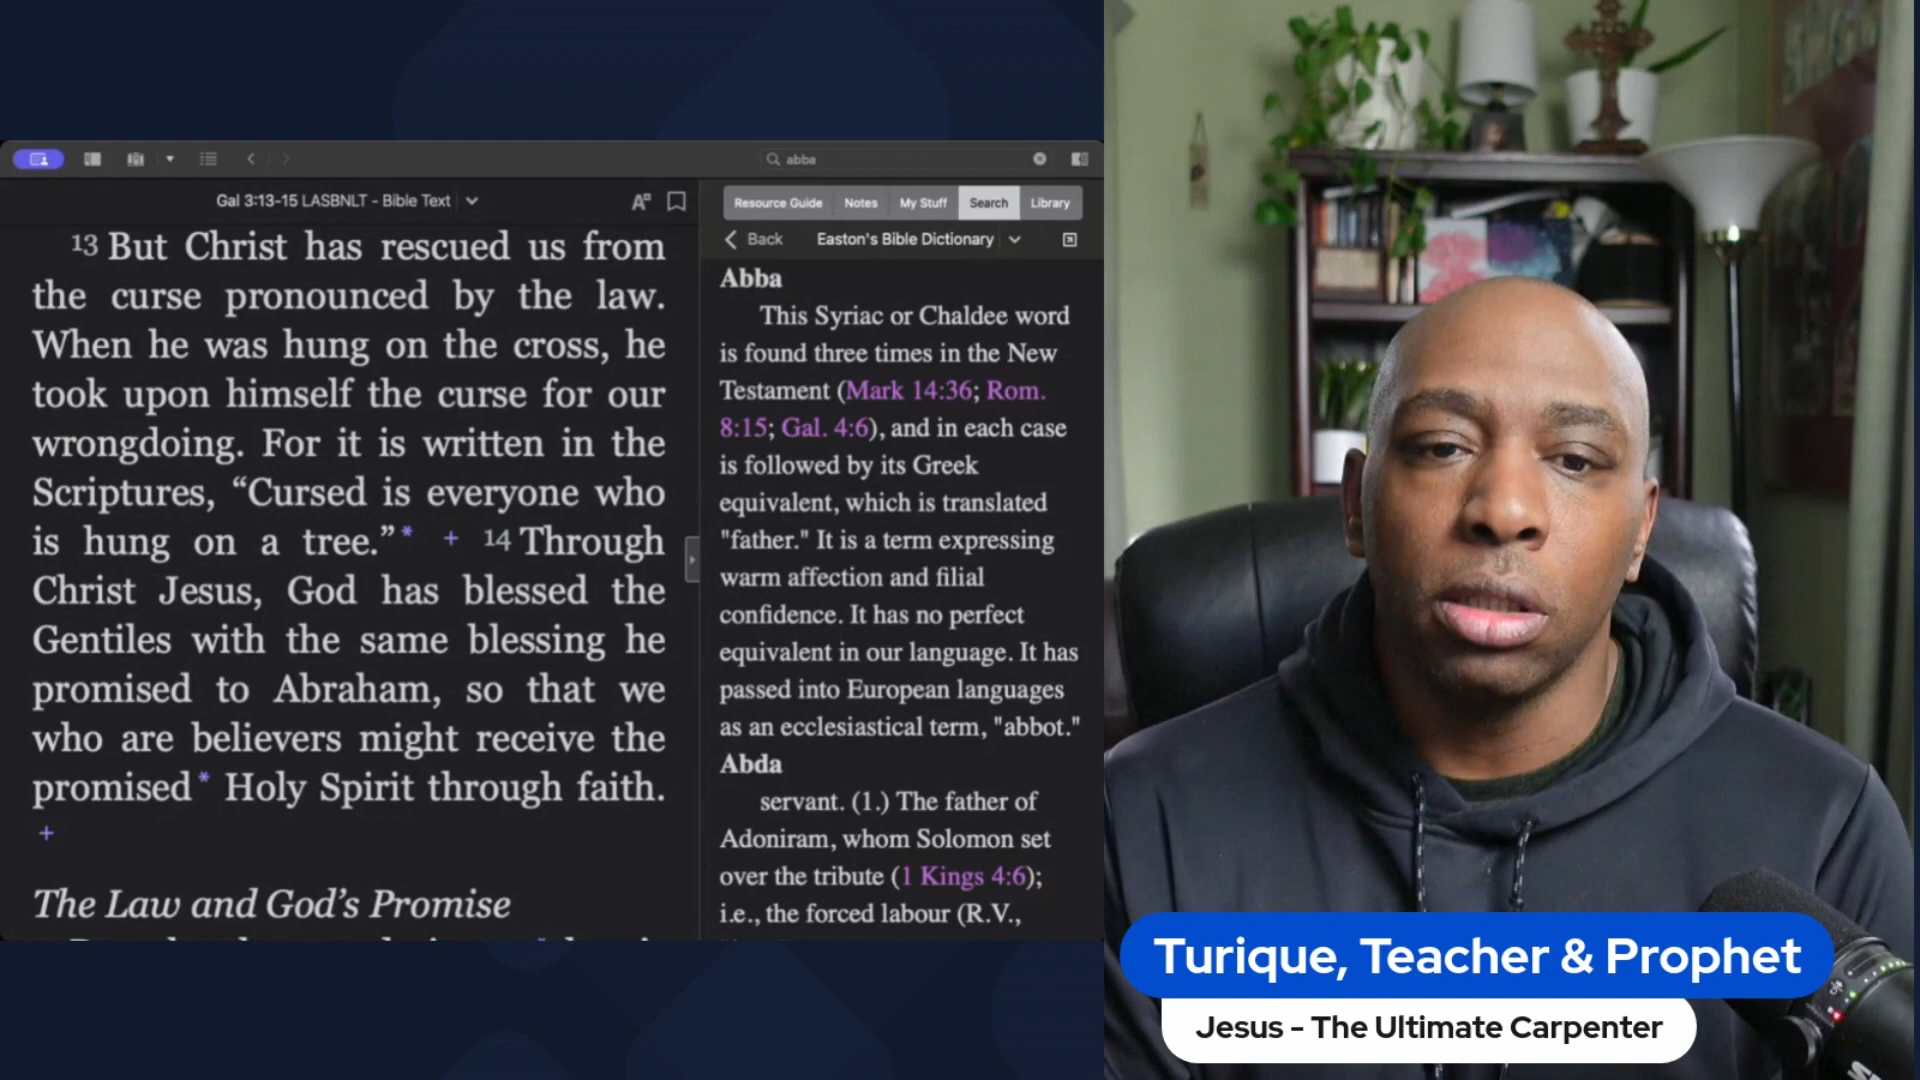 abba
Gal 3:13-15 LASBNLT - Bible Text
13 But Christ has rescued us from
the curse pronounced by the law.
When he was hung on the cross, he
took upon himself the curse for our
wrongdoing. For it is written in the
Scriptures, “Cursed is everyone who
is hung on a tree.”* + 14 Through
Christ Jesus, God has blessed the
Gentiles with the same blessing he
promised to Abraham, so that we
who are believers might receive the
promised* Holy Spirit through faith.
+
The Law and God’s Promise
Resource Guide Notes My Stuff Search Library
Back Easton's Bible Dictionary
Abba
This Syriac or Chaldee word
is found three times in the New
Testament (Mark 14:36; Rom.
8:15; Gal. 4:6), and in each case
is followed by its Greek
equivalent, which is translated
"father." It is a term expressing
warm affection and filial
confidence. It has no perfect
equivalent in our language. It has
passed into European languages
as an ecclesiastical term, "abbot."
Abda
servant. (1.) The father of
Adoniram, whom Solomon set
over the tribute (1 Kings 4:6);
i.e., the forced labour (R.V.,
Turique, Teacher & Prophet
Jesus - The Ultimate Carpenter